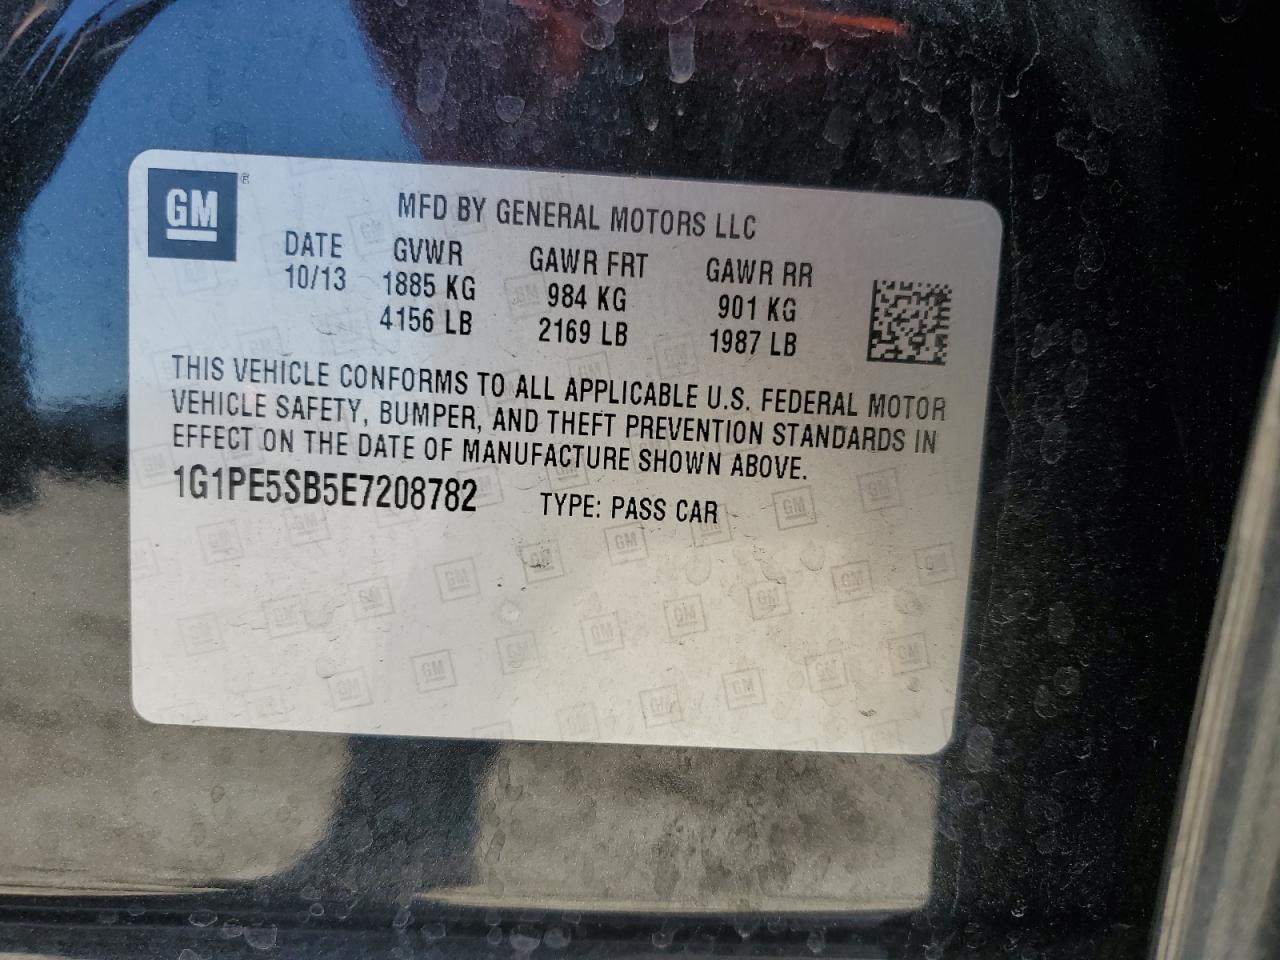 GM®
MFD BY GENERAL MOTORS LLC
DATE GVWR GAWR FRT GAWR RR
10/13 1885 KG 984 KG 901 KG
4156 LB 2169 LB 1987 LB
THIS VEHICLE CONFORMS TO ALL APPLICABLE U.S. FEDERAL MOTOR
VEHICLE SAFETY, BUMPER, AND THEFT PREVENTION STANDARDS IN
EFFECT ON THE DATE OF MANUFACTURE SHOWN ABOVE.
1G1PE5SB5E7208782 TYPE: PASS CAR